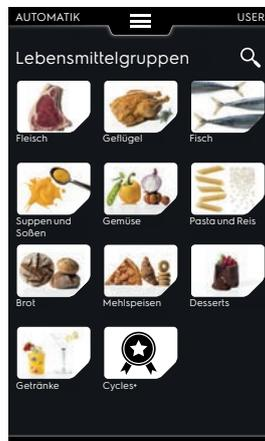 AUTOMATIK USER
Lebensmittelgruppen
Fleisch Geflügel Fisch
Suppen und Gemüse Pasta und Reis
Soßen
Brot Mehlspeisen Desserts
Getränke Cycles+